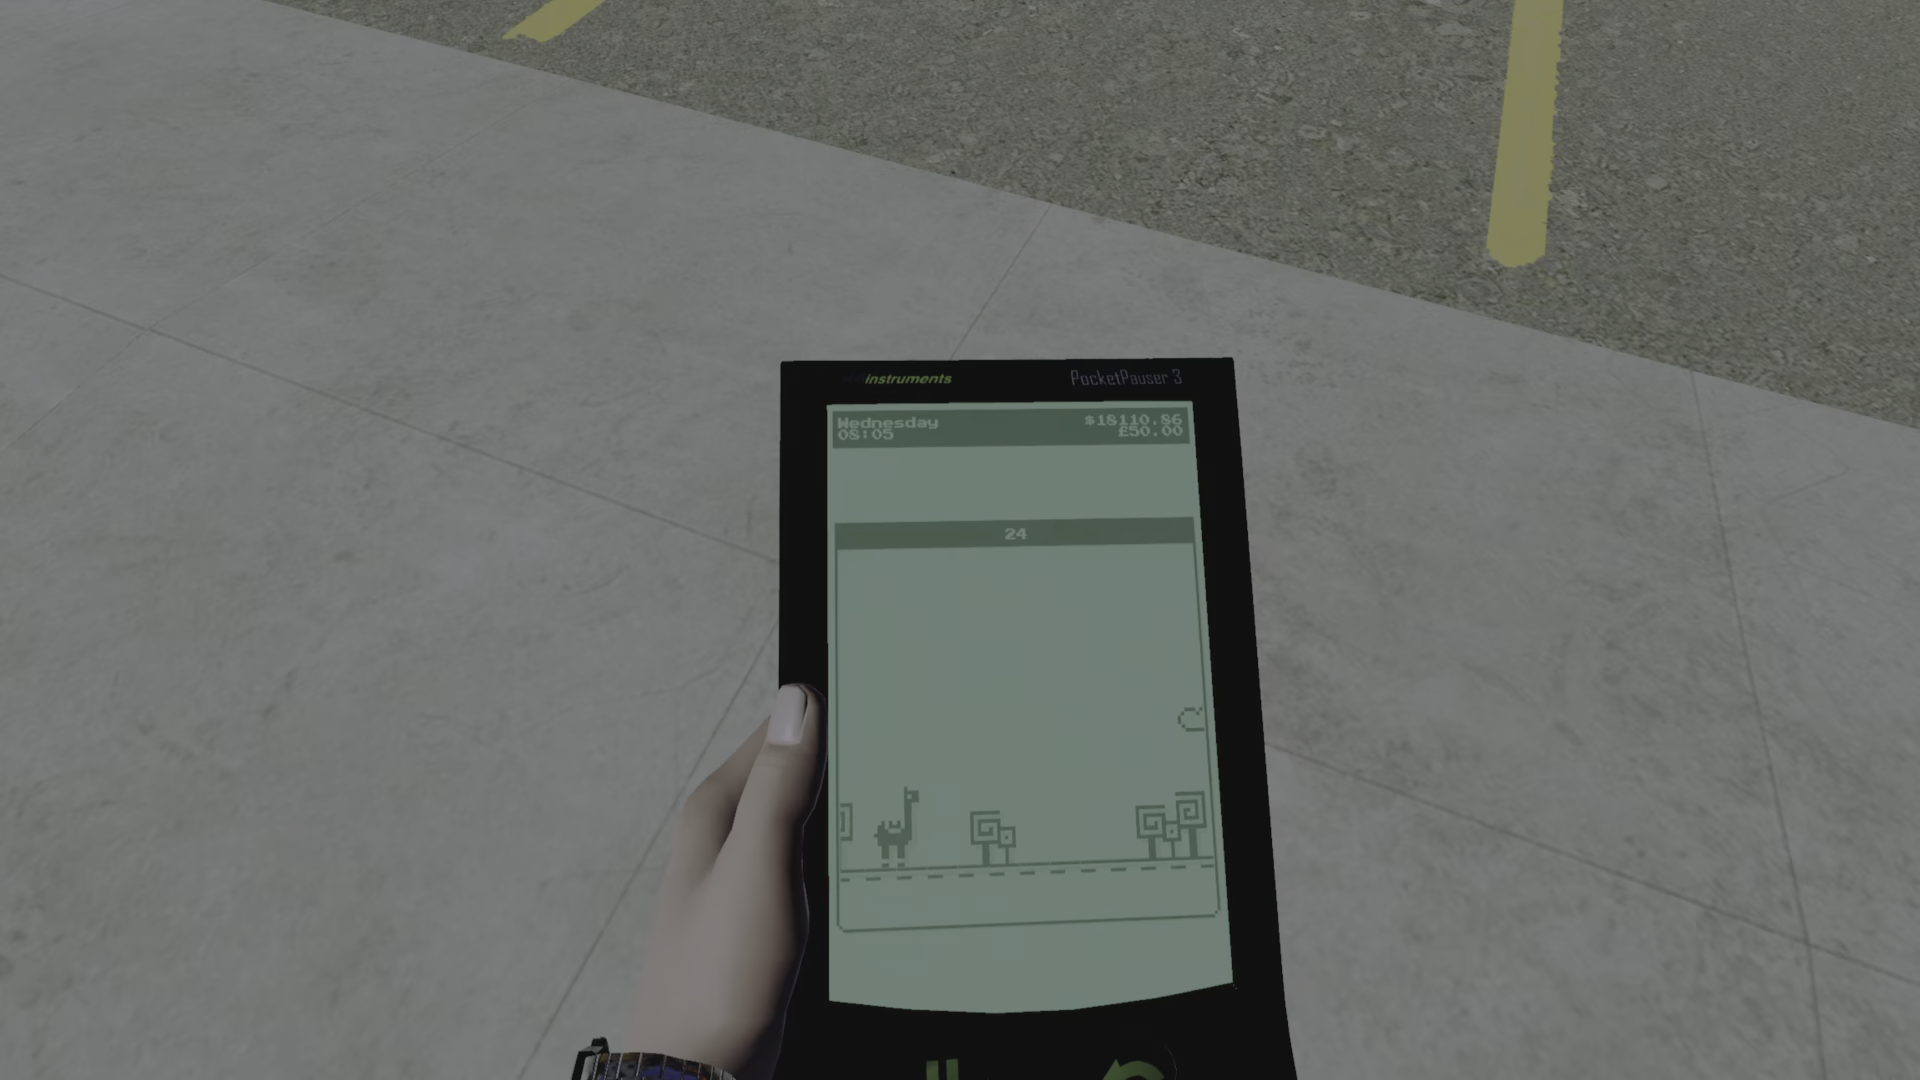 instruments
PocketPauser 3
Wednesday
$18110.86
08:05
£50.00
24